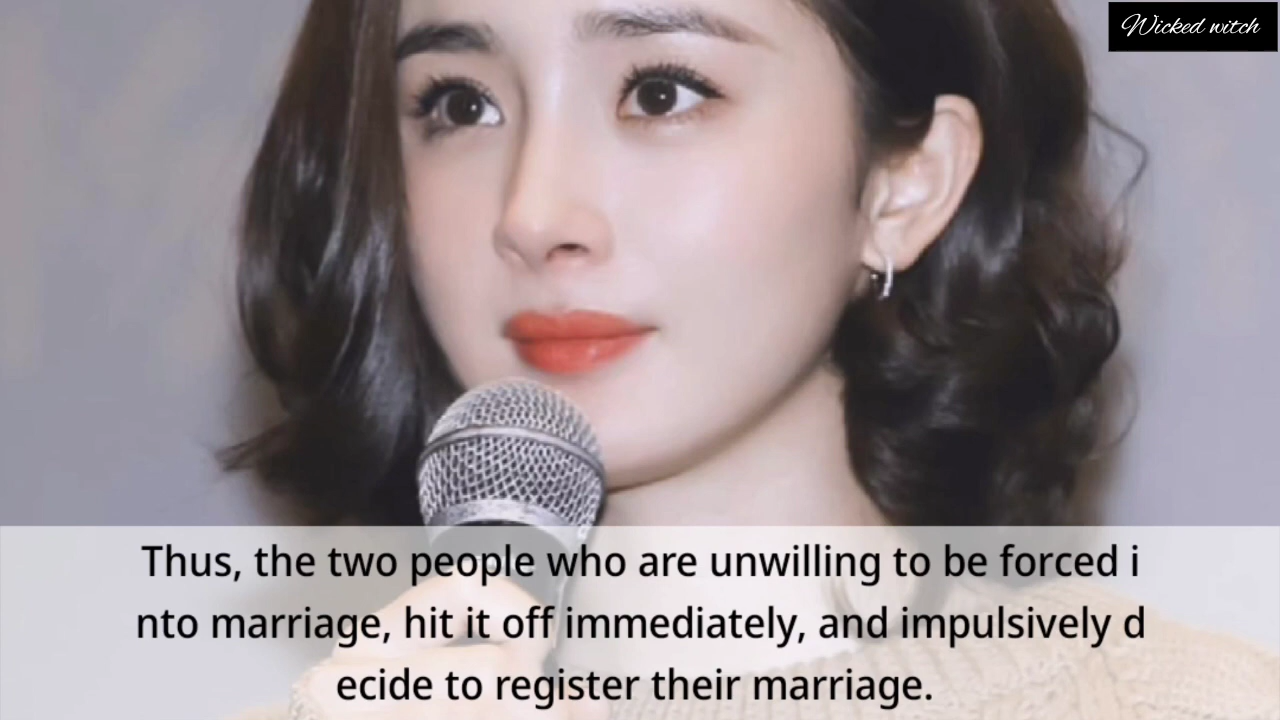 Wicked witch
Thus, the two people who are unwilling to be forced i
nto marriage, hit it off immediately, and impulsively d
ecide to register their marriage.